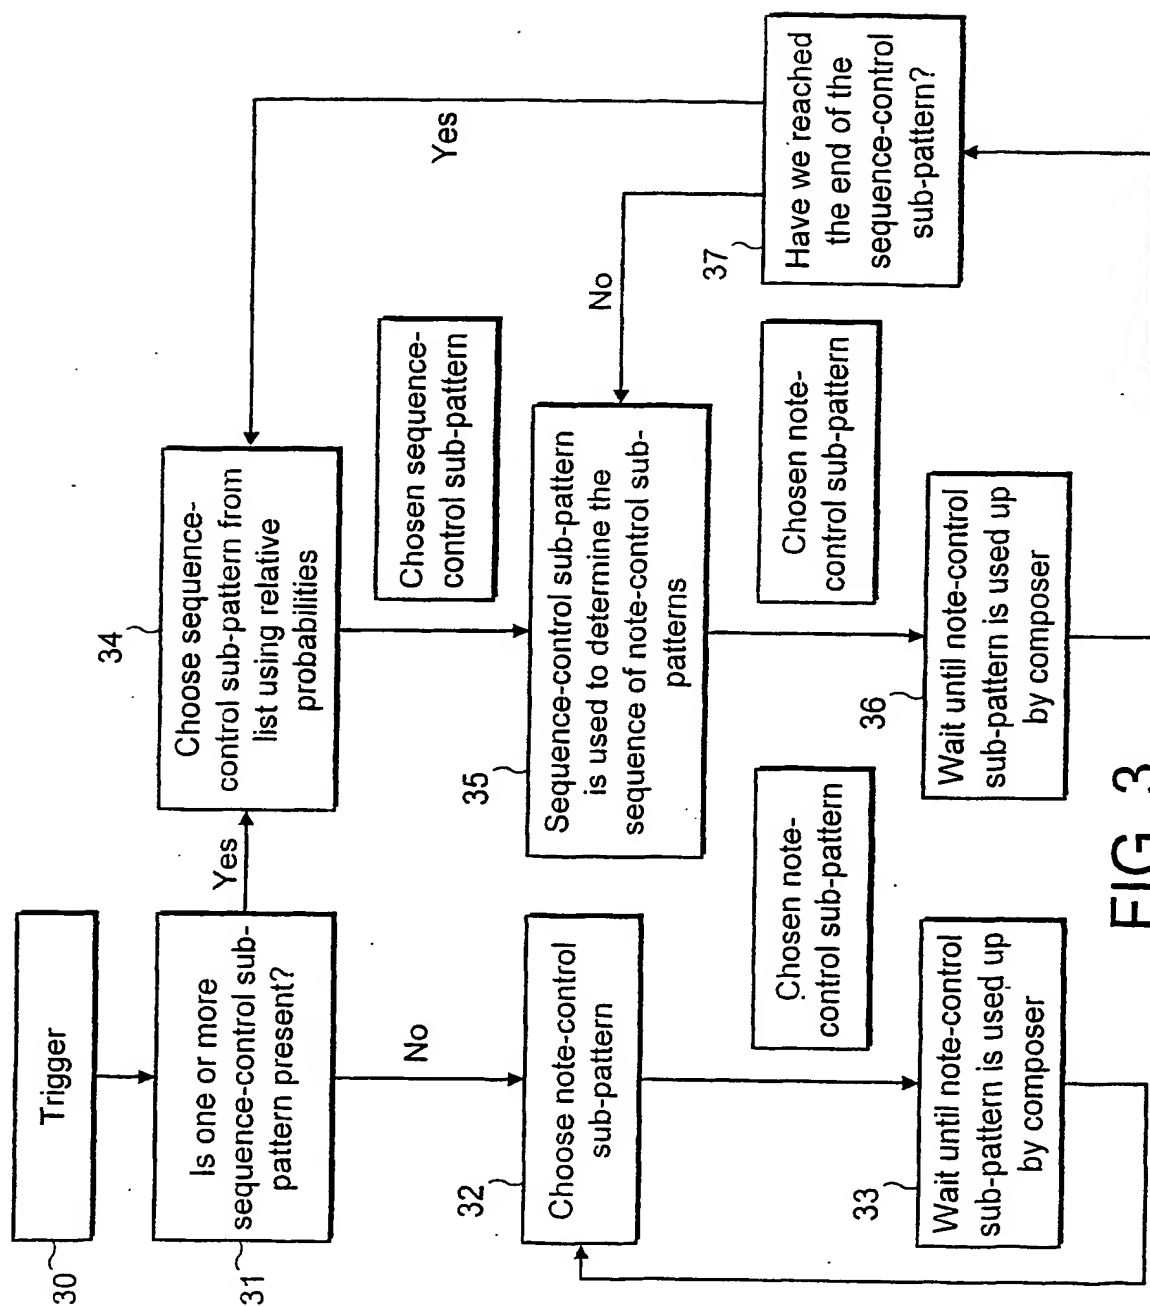 30
Trigger
31
Is one or more
sequence-control sub-
pattern present?
Yes
No
34
Choose sequence-
control sub-pattern from
list using relative
probabilities
Yes
Chosen sequence-
control sub-pattern
32
Choose note-control
sub-pattern
35
Sequence-control sub-pattern
is used to determine the
sequence of note-control sub-
patterns
No
Chosen note-
control sub-pattern
Chosen note-
control sub-pattern
37
Have we reached
the end of the
sequence-control
sub-pattern?
33
Wait until note-control
sub-pattern is used up
by composer
36
Wait until note-control
sub-pattern is used up
by composer
FIG. 3